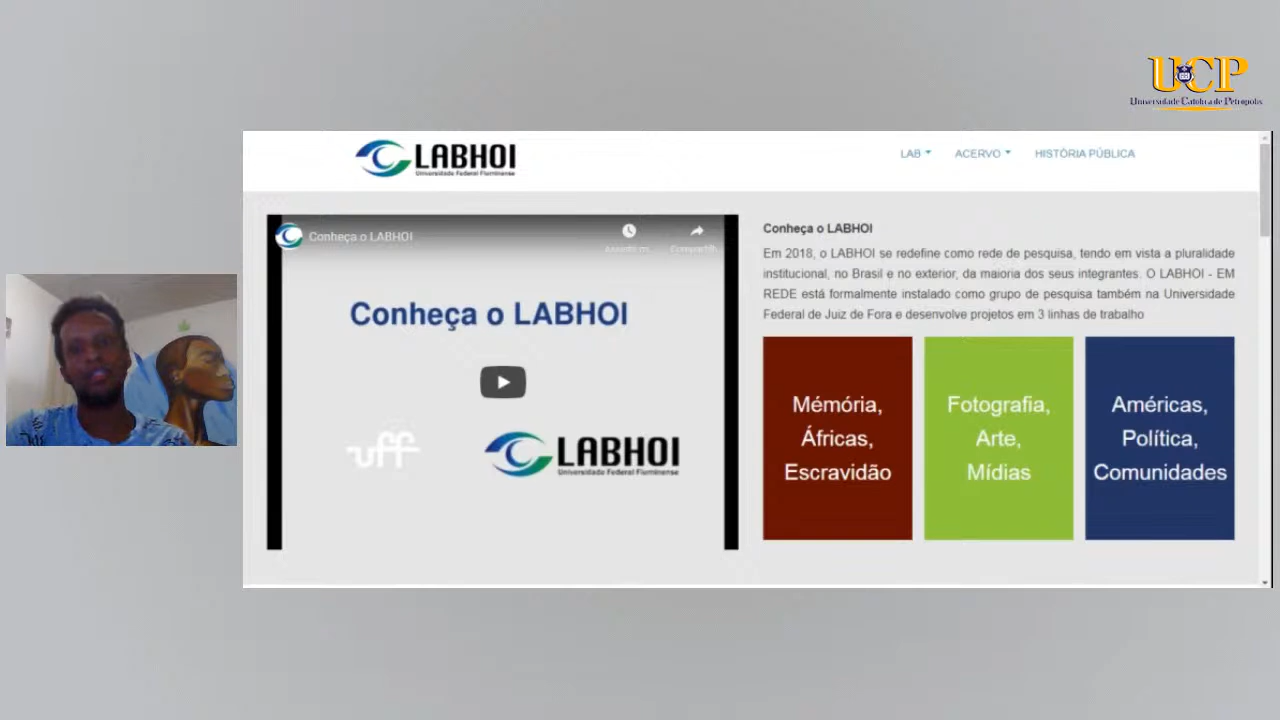 UCP
Universidade Católica de Petrópolis
LABHOI
Universidade Federal Fluminense
LAB
ACERVO
HISTÓRIA PÚBLICA
Conheça o LABHOI
Conheça o LABHOI
uff
LABHOI
Universidade Federal Fluminense
Conheça o LABHOI
Em 2018, o LABHOI se redefine como rede de pesquisa, tendo em vista a pluralidade
institucional, no Brasil e no exterior, da maioria dos seus integrantes. O LABHOI - EM
REDE está formalmente instalado como grupo de pesquisa também na Universidade
Federal de Juiz de Fora e desenvolve projetos em 3 linhas de trabalho
Mémória,
Áfricas,
Escravidão
Fotografia,
Arte,
Mídias
Américas,
Política,
Comunidades